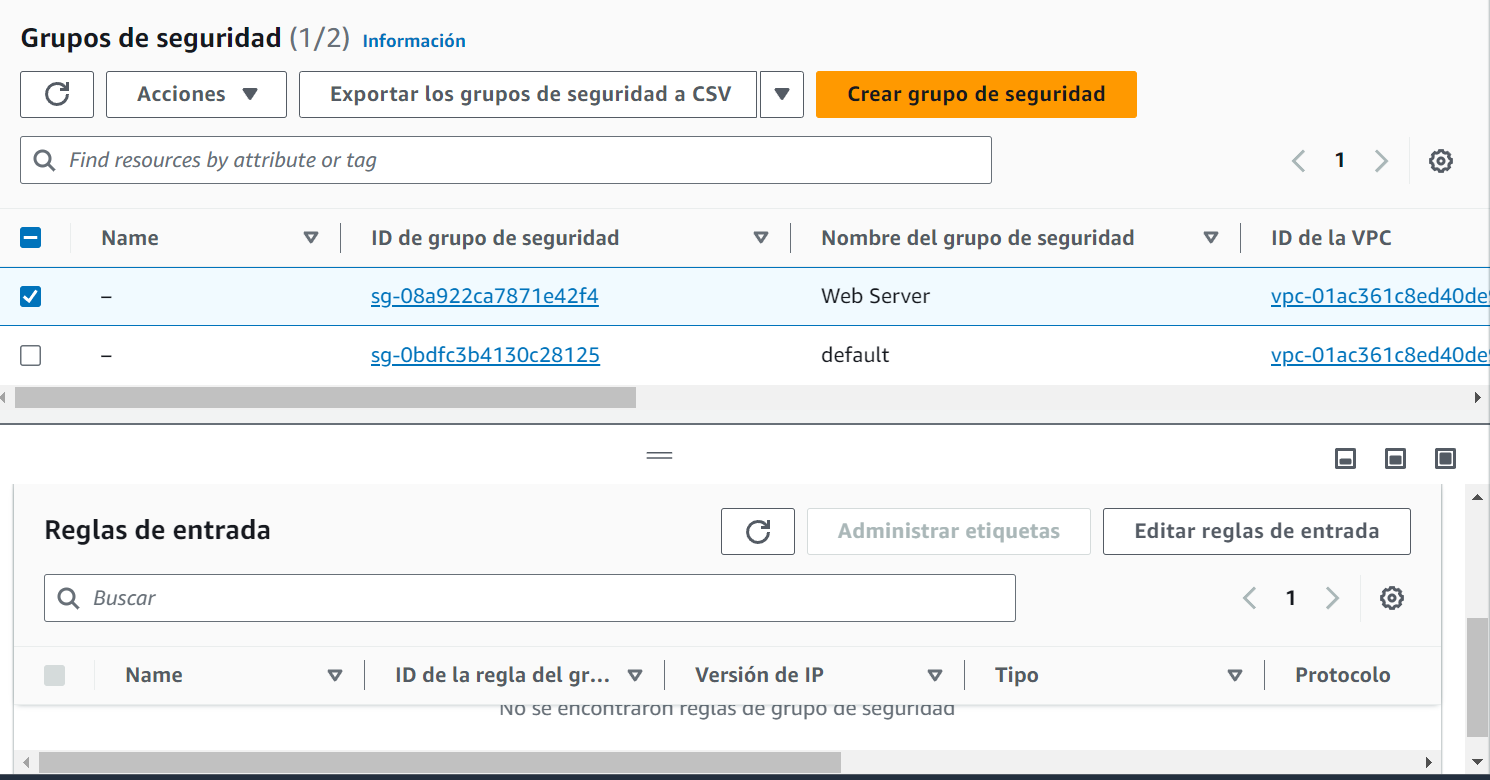 Grupos de seguridad (1/2) Información
Acciones Exportar los grupos de seguridad a CSV Crear grupo de seguridad
Find resources by attribute or tag 1
Name ID de grupo de seguridad Nombre del grupo de seguridad ID de la VPC
– sg-08a922ca7871e42f4 Web Server vpc-01ac361c8ed40de
– sg-0bdfc3b4130c28125 default vpc-01ac361c8ed40de
Reglas de entrada Administrar etiquetas Editar reglas de entrada
Buscar 1
Name ID de la regla del gr... Versión de IP Tipo Protocolo
No se encontraron reglas de grupo de seguridad